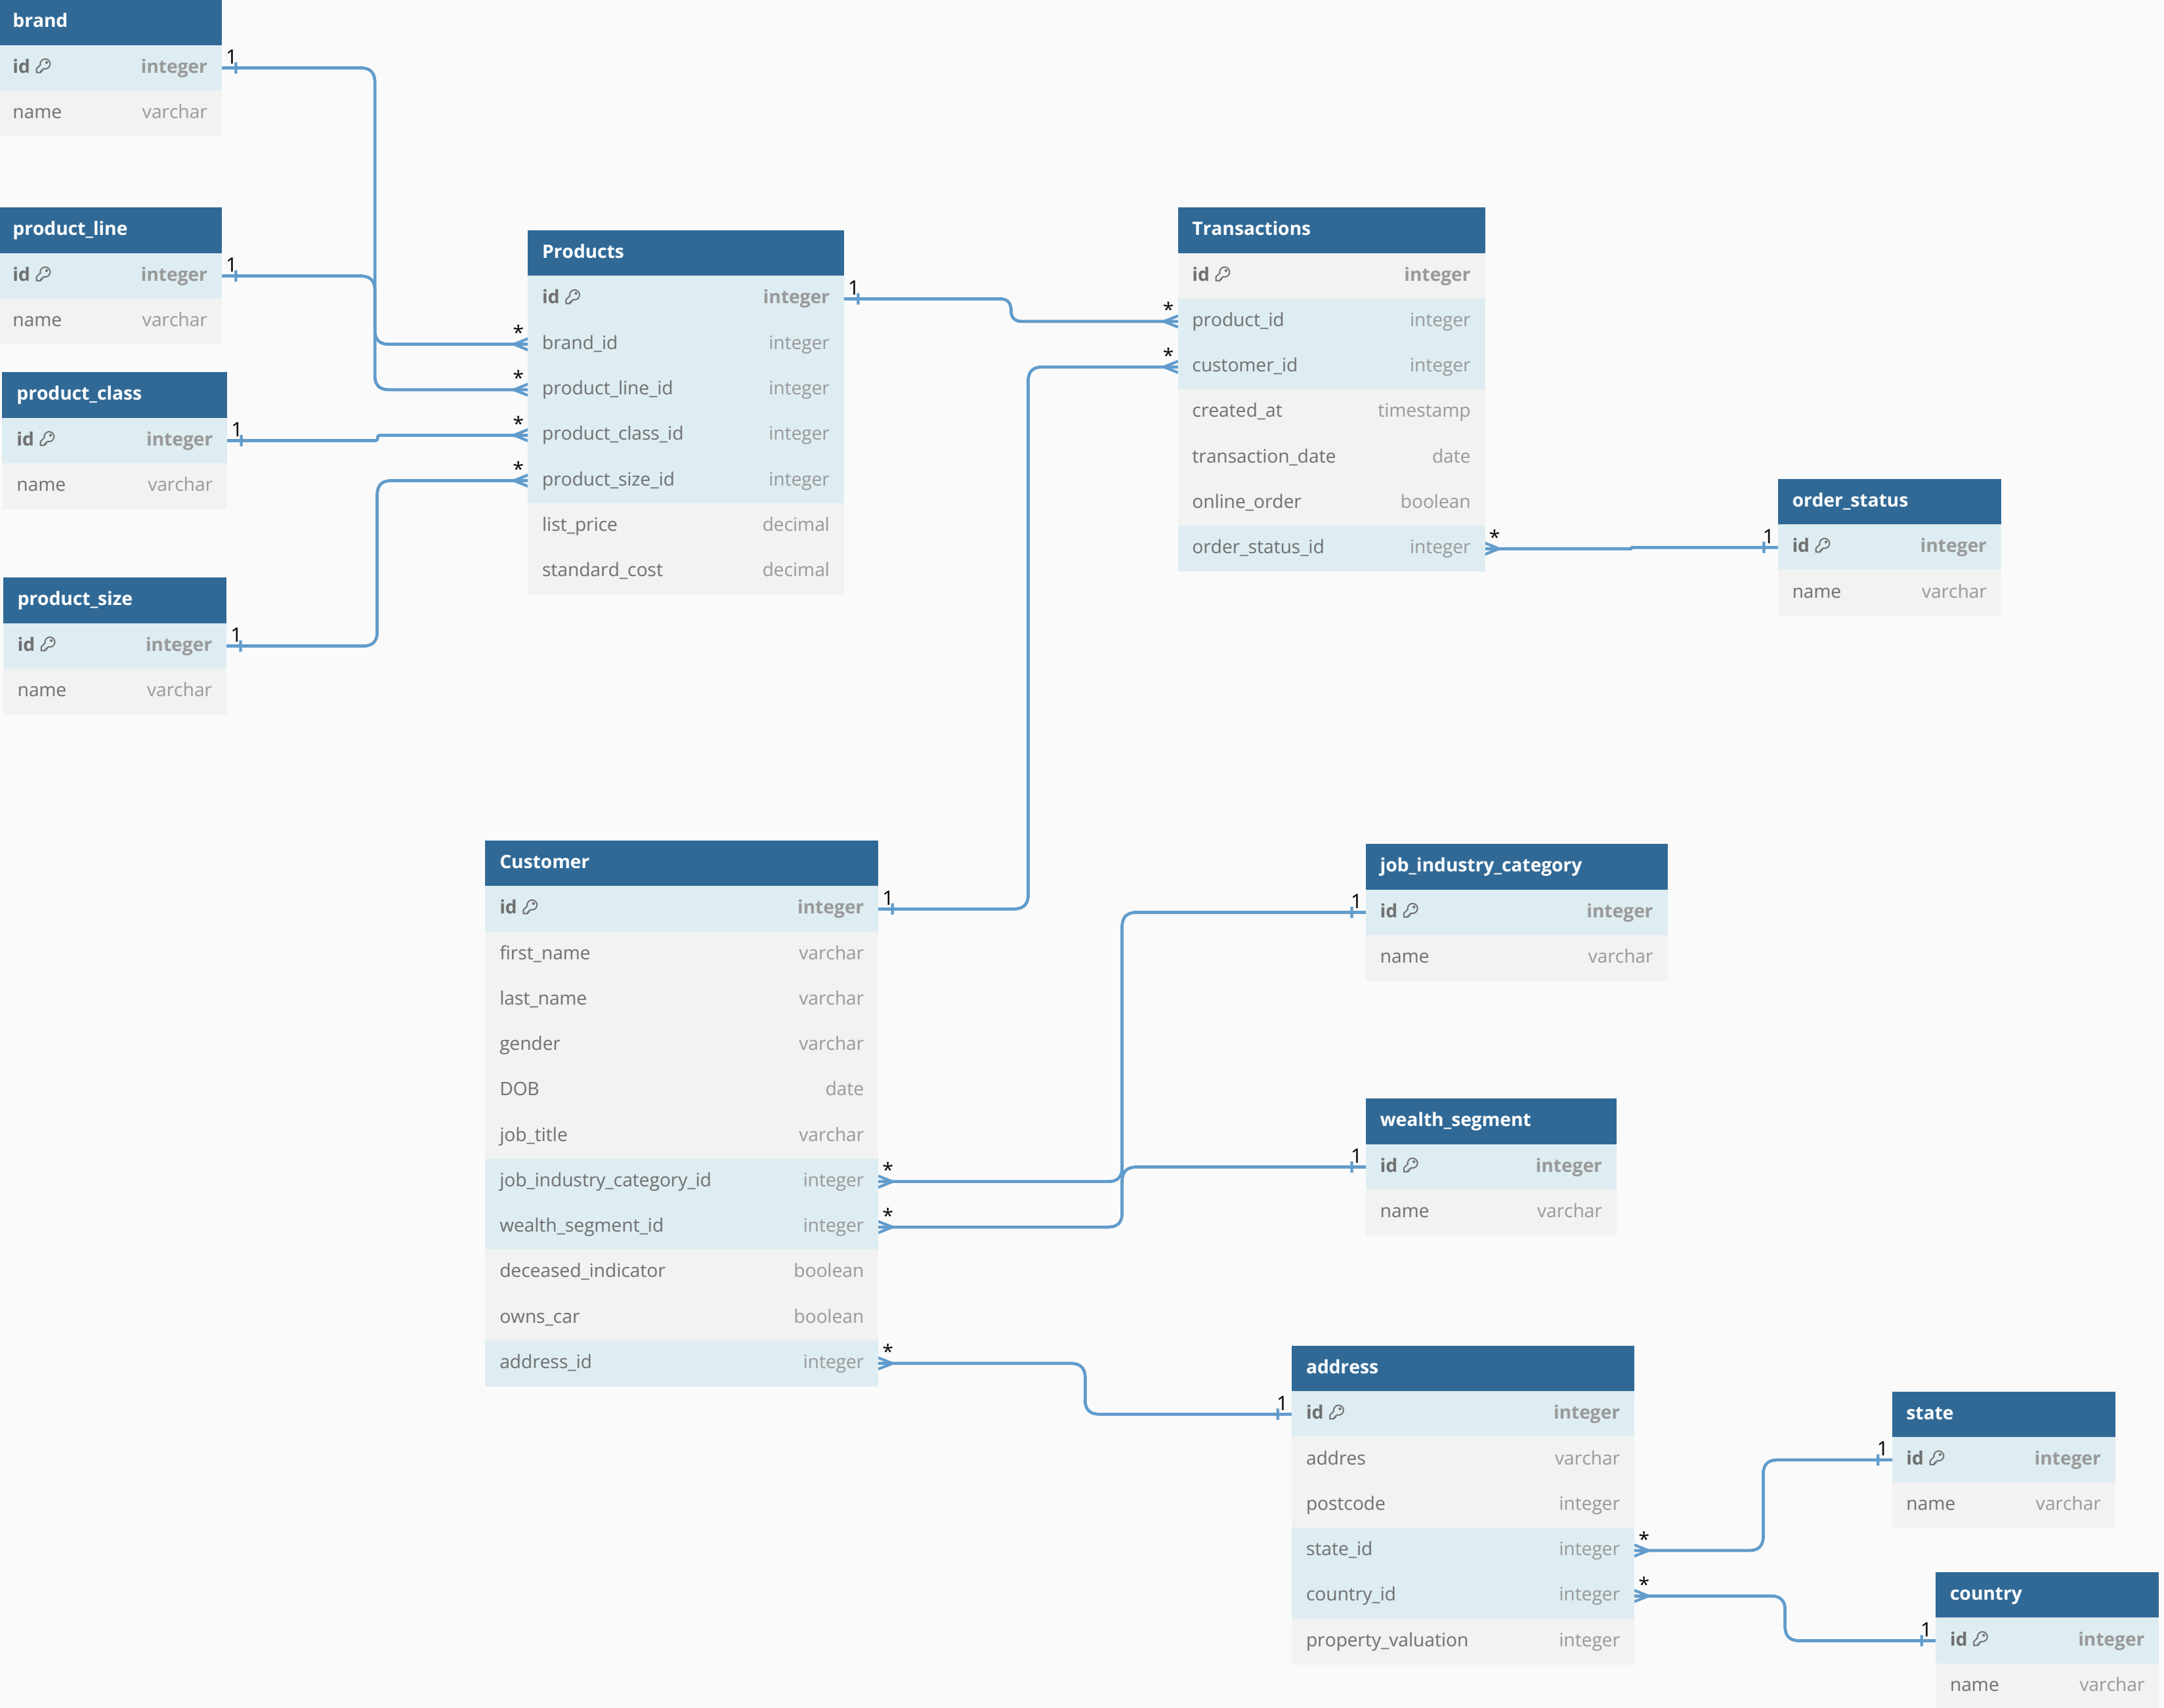 brand
id integer
name varchar
product_line
id integer
name varchar
product_class
id integer
name varchar
product_size
id integer
name varchar
1
1
1
1
*
*
*
*
Products
id integer
brand_id integer
product_line_id integer
product_class_id integer
product_size_id integer
list_price decimal
standard_cost decimal
1
*
*
Transactions
id integer
product_id integer
customer_id integer
created_at timestamp
transaction_date date
online_order boolean
order_status_id integer
*
1
order_status
id integer
name varchar
Customer
id integer
first_name varchar
last_name varchar
gender varchar
DOB date
job_title varchar
job_industry_category_id integer
wealth_segment_id integer
deceased_indicator boolean
owns_car boolean
address_id integer
1
*
*
*
1
job_industry_category
id integer
name varchar
1
wealth_segment
id integer
name varchar
1
address
id integer
addres varchar
postcode integer
state_id integer
country_id integer
property_valuation integer
*
*
1
state
id integer
name varchar
1
country
id integer
name varchar